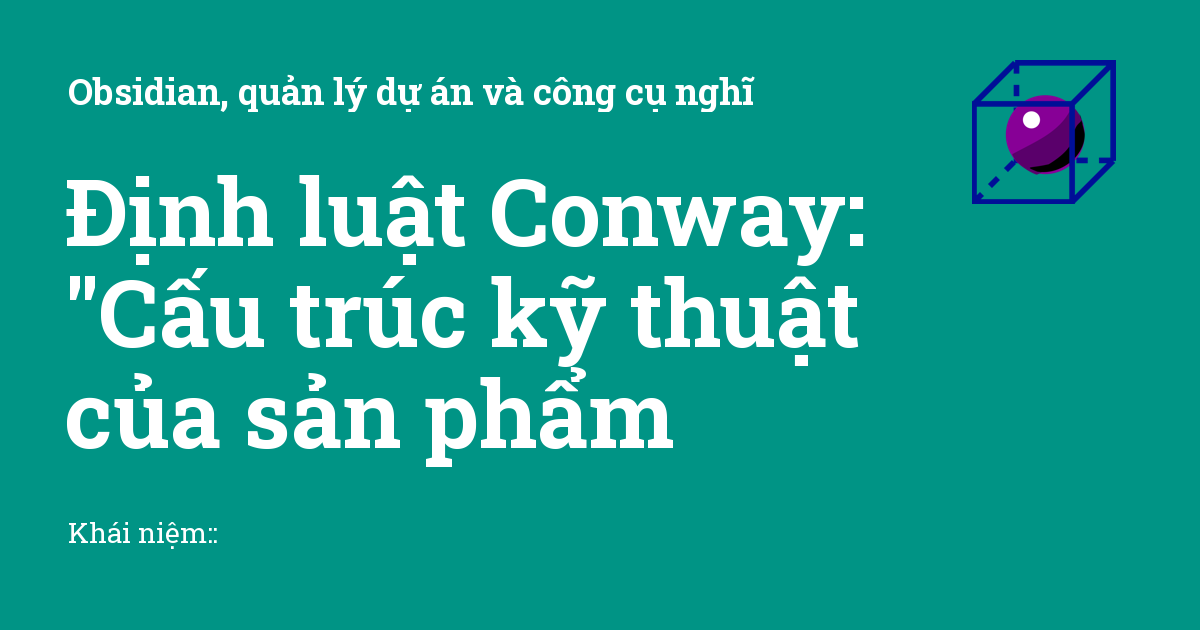 Obsidian, quản lý dự án và công cụ nghĩ
Định luật Conway:
"Cấu trúc kỹ thuật
của sản phẩm
Khái niệm::